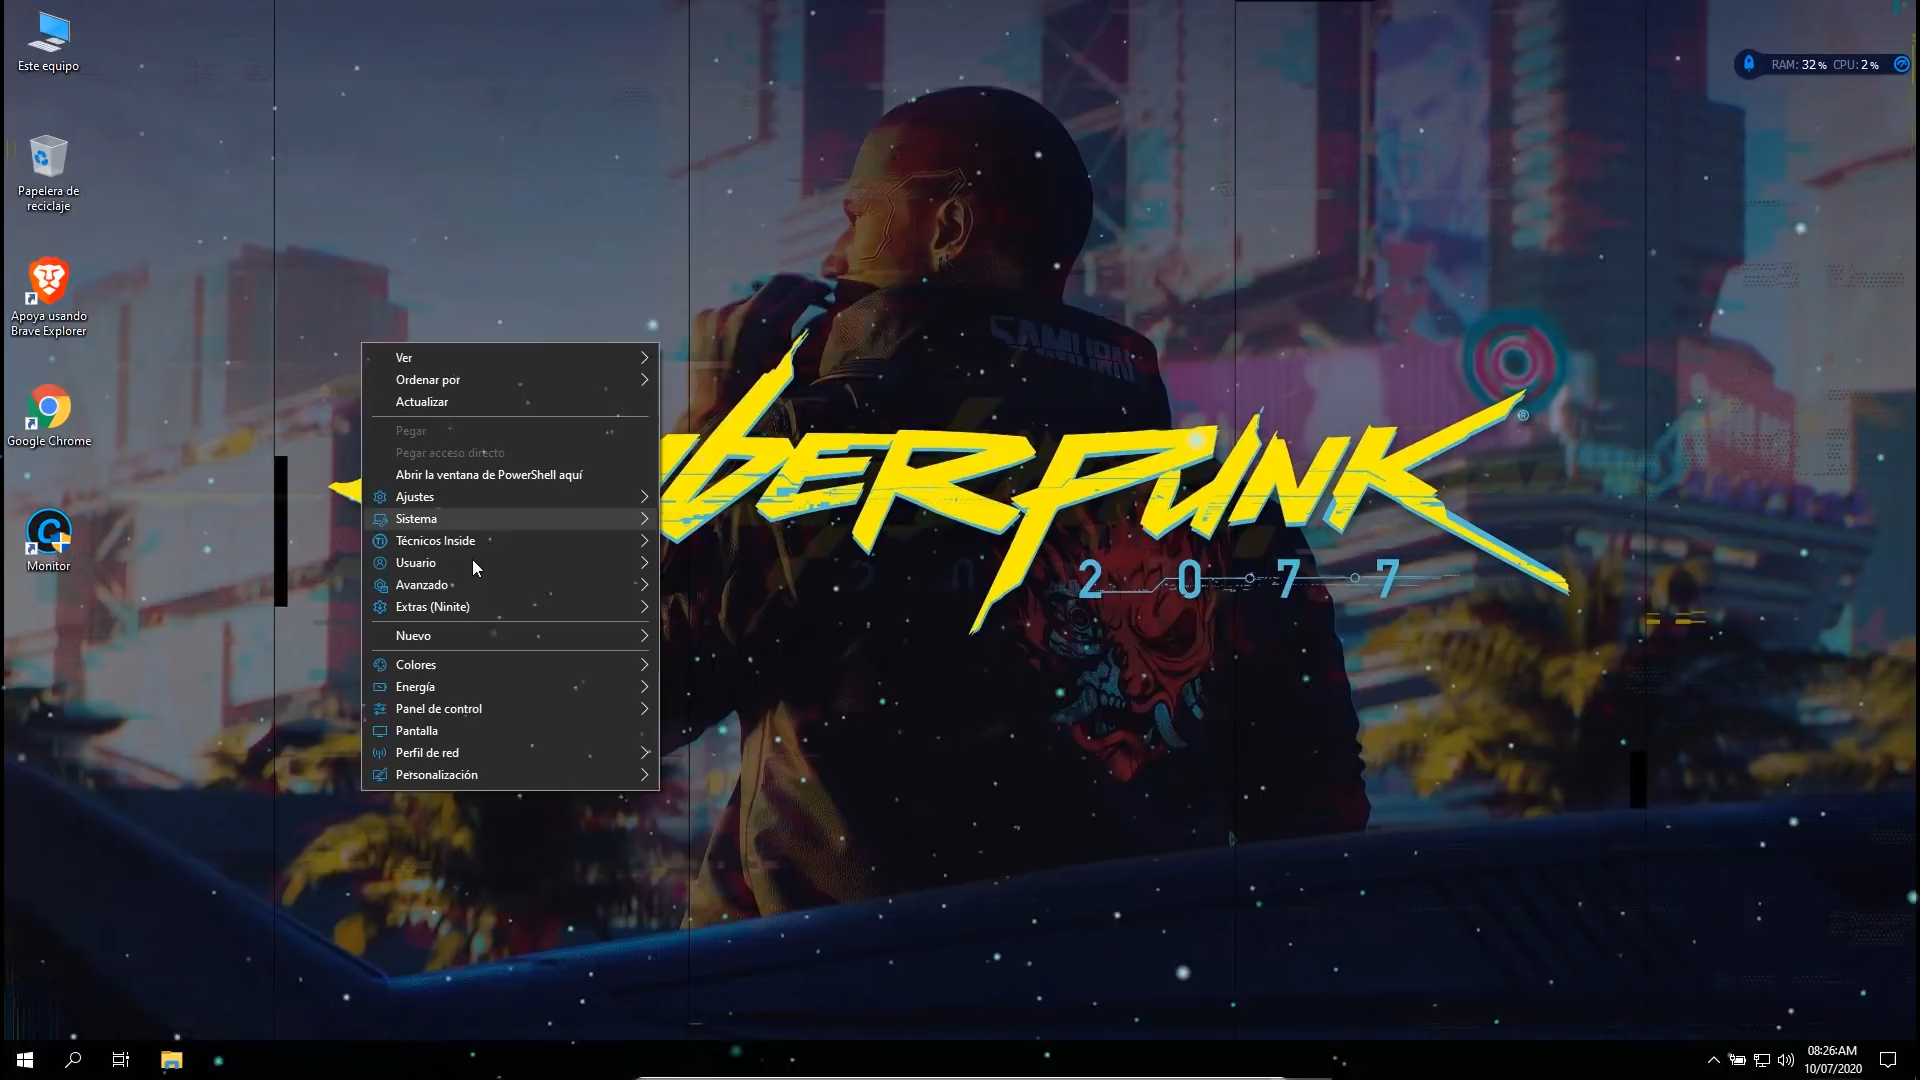 Este equipo
Papelera de
reciclaje
Apoya usando
Brave Explorer
Google Chrome
Monitor
RAM: 32 % CPU: 2 %
SAMURAI
®
2 0 7 7
Ver
Ordenar por
Actualizar
Pegar
Pegar acceso directo
Abrir la ventana de PowerShell aquí
Ajustes
Sistema
Técnicos Inside
Usuario
Avanzado
Extras (Ninite)
Nuevo
Colores
Energía
Panel de control
Pantalla
Perfil de red
Personalización
08:26:AM
10/07/2020